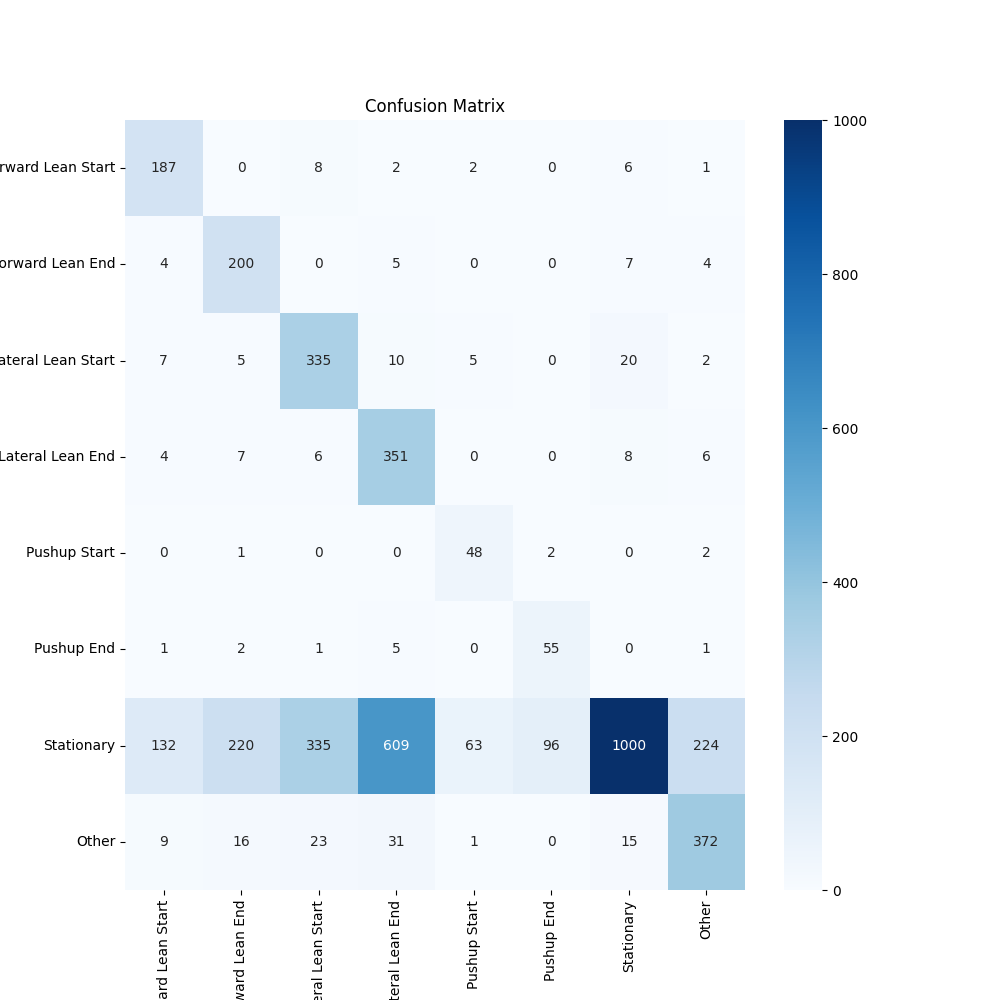 Confusion Matrix
rward Lean Start 187 0 8 2 2 0 6 1
orward Lean End 4 200 0 5 0 0 7 4
ateral Lean Start 7 5 335 10 5 0 20 2
Lateral Lean End 4 7 6 351 0 0 8 6
Pushup Start 0 1 0 0 48 2 0 2
Pushup End 1 2 1 5 0 55 0 1
Stationary 132 220 335 609 63 96 1000 224
Other 9 16 23 31 1 0 15 372
ard Lean Start
ward Lean End
eral Lean Start
teral Lean End
Pushup Start
Pushup End
Stationary
Other
1000
800
600
400
200
0